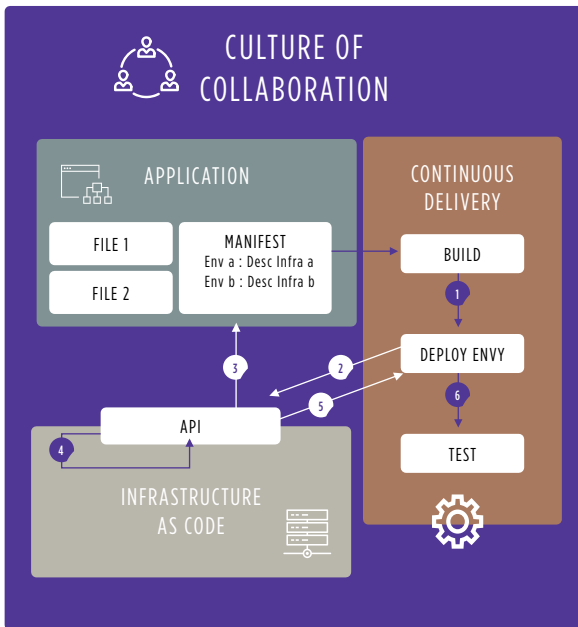 CULTURE OF
COLLABORATION
APPLICATION
FILE 1
FILE 2
MANIFEST
Env a : Desc Infra a
Env b : Desc Infra b
CONTINUOUS
DELIVERY
BUILD
1
DEPLOY ENVY
2
3
5
6
API
4
TEST
INFRASTRUCTURE
AS CODE